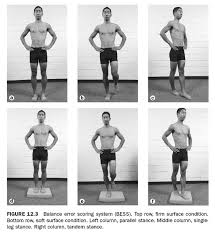 a
b
c
d
e
f
FIGURE 12.3 Balance error scoring system (BESS). Top row, firm surface condition.
Bottom row, soft surface condition. Left column, parallel stance. Middle column, single-
leg stance. Right column, tandem stance.